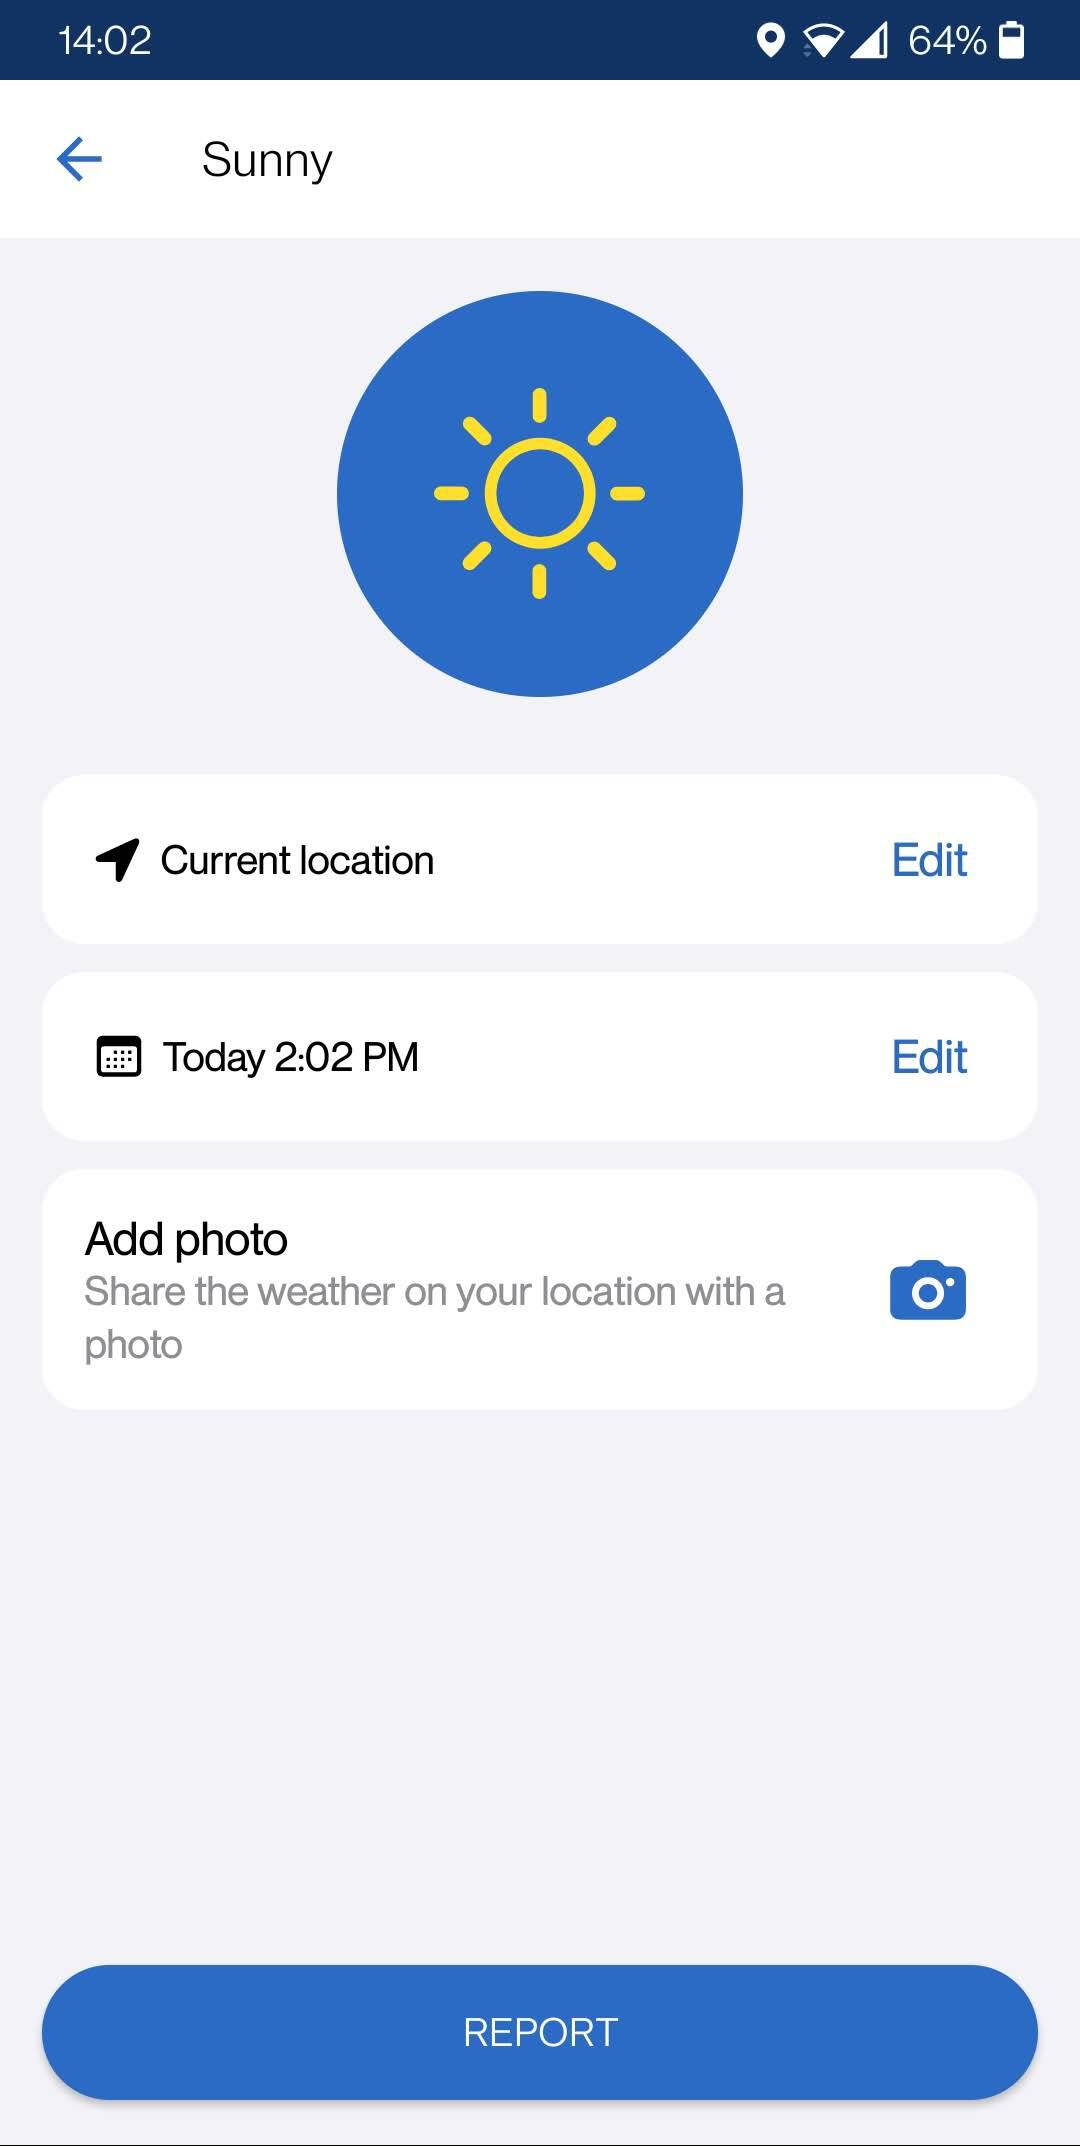 14:02
64%
Sunny
Current location
Edit
Today 2:02 PM
Edit
Add photo
Share the weather on your location with a
photo
REPORT